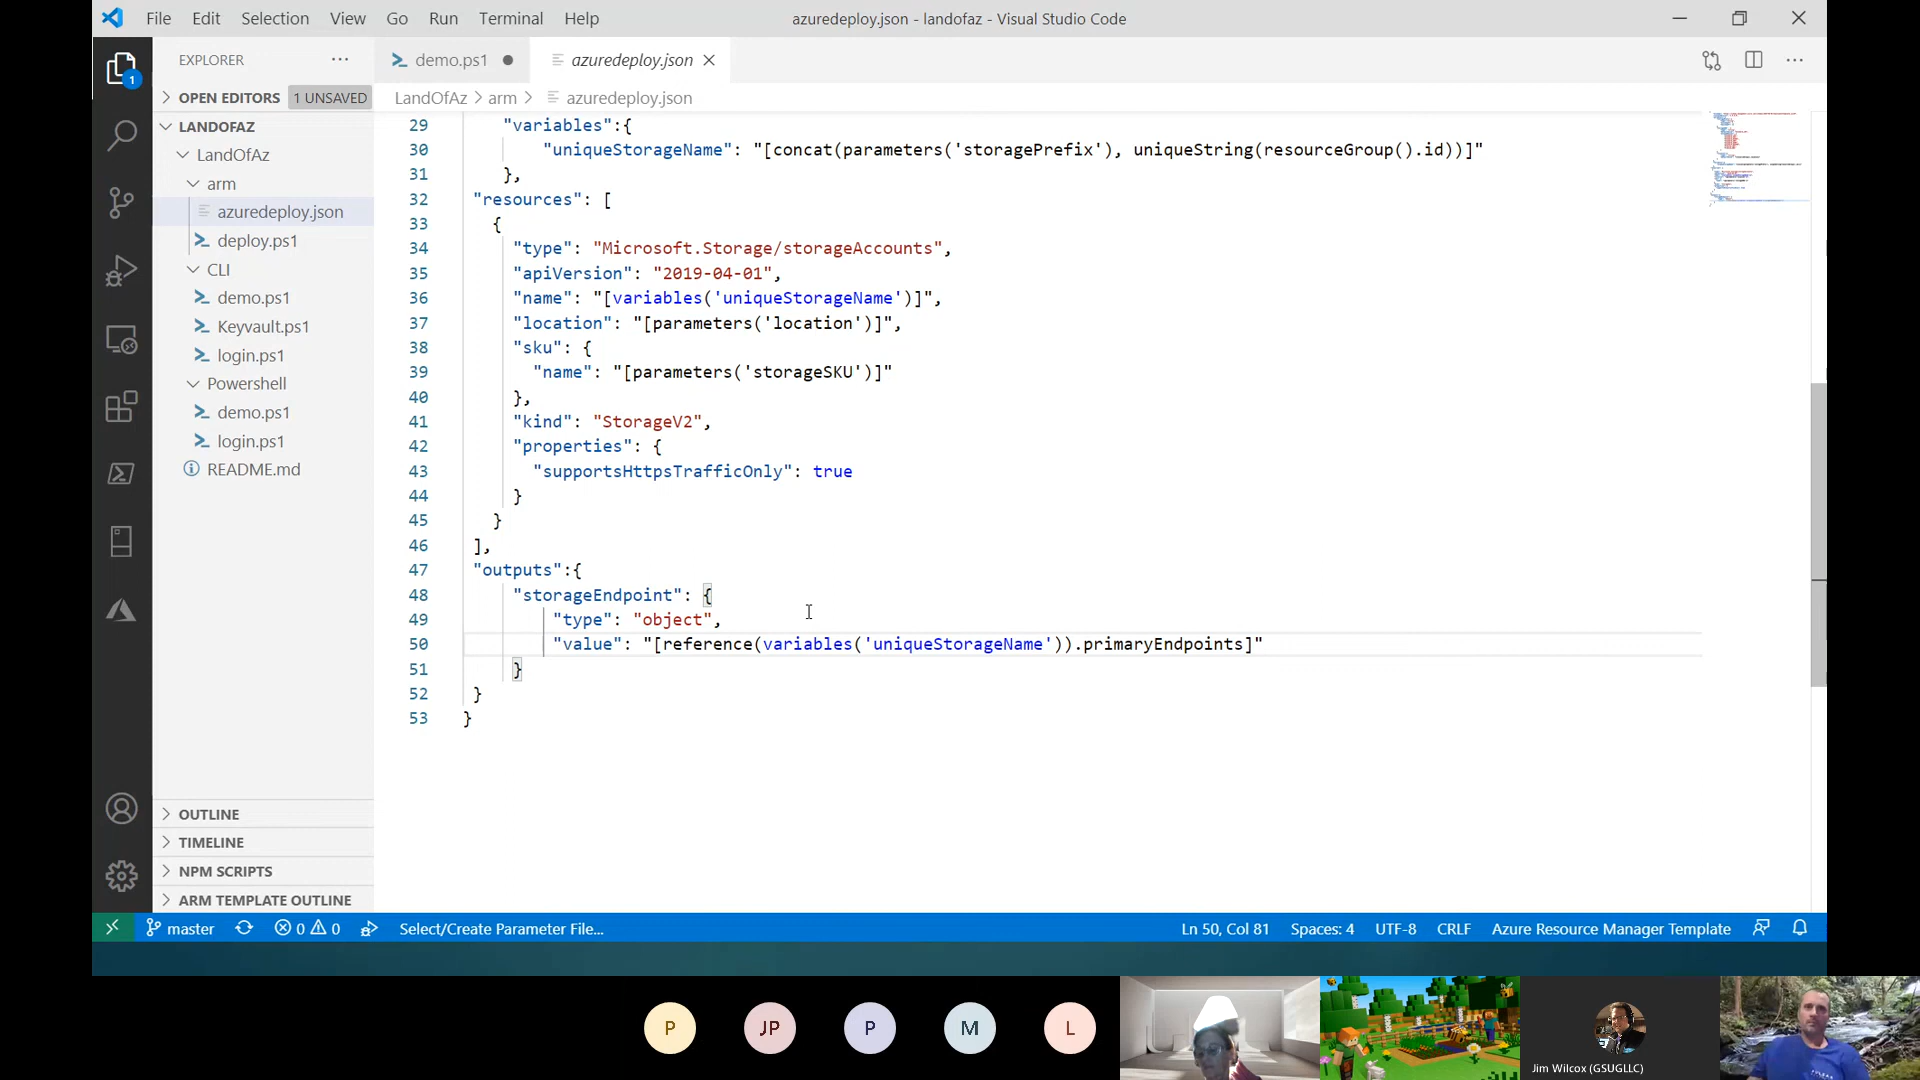 File Edit Selection View Go Run Terminal Help
azuredeploy.json - landofaz - Visual Studio Code
EXPLORER ...
demo.ps1
azuredeploy.json
OPEN EDITORS 1 UNSAVED
LANDOFAZ
LandOfAz
arm
azuredeploy.json
deploy.ps1
CLI
demo.ps1
Keyvault.ps1
login.ps1
Powershell
demo.ps1
login.ps1
README.md
OUTLINE
TIMELINE
NPM SCRIPTS
ARM TEMPLATE OUTLINE
1
LandOfAz > arm > azuredeploy.json
29 "variables":{
30 "uniqueStorageName": "[concat(parameters('storagePrefix'), uniqueString(resourceGroup().id))]"
31 },
32 "resources": [
33 {
34 "type": "Microsoft.Storage/storageAccounts",
35 "apiVersion": "2019-04-01",
36 "name": "[variables('uniqueStorageName')]",
37 "location": "[parameters('location')]",
38 "sku": {
39 "name": "[parameters('storageSKU')]"
40 },
41 "kind": "StorageV2",
42 "properties": {
43 "supportsHttpsTrafficOnly": true
44 }
45 }
46 ],
47 "outputs":{
48 "storageEndpoint": {
49 "type": "object",
50 "value": "[reference(variables('uniqueStorageName')).primaryEndpoints]"
51 }
52 }
53 }
master 0 0 Select/Create Parameter File... Ln 50, Col 81 Spaces: 4 UTF-8 CRLF Azure Resource Manager Template
P JP P M L
Jim Wilcox (GSUGLLC)